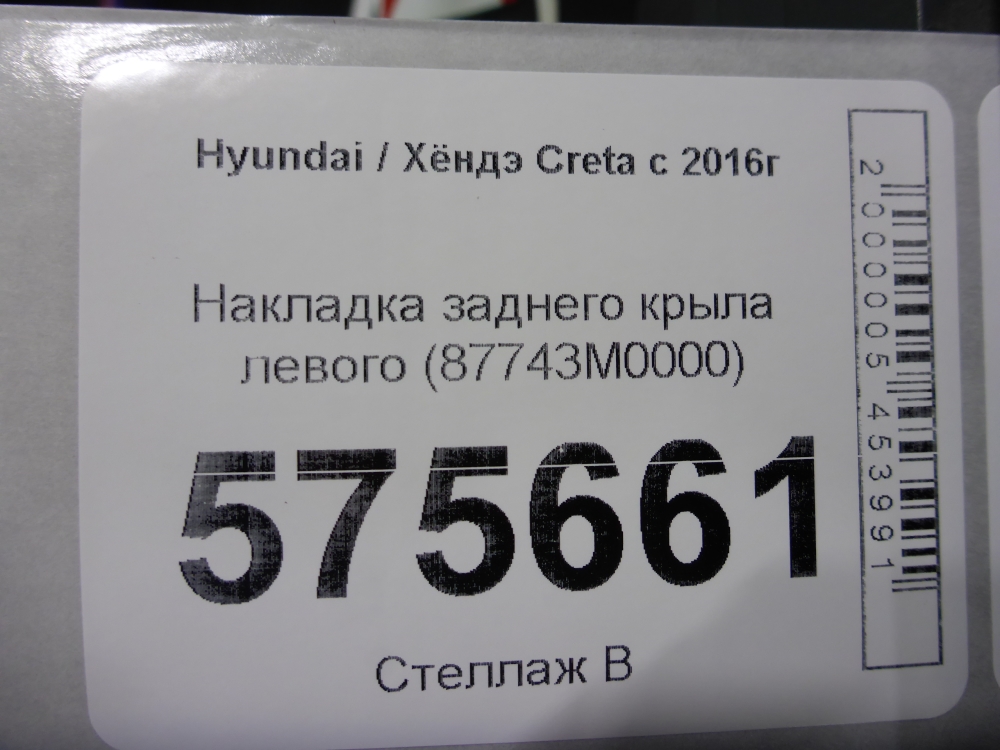 Hyundai / Хёндэ Creta с 2016г
Накладка заднего крыла
левого (87743M0000)
575661
Стеллаж В
2000005453991